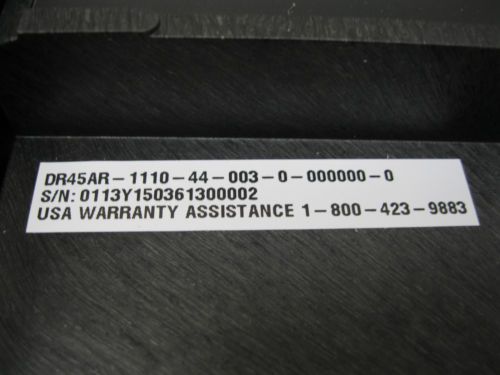 DR45AR-1110-44-003-0-000000-0
S/N: 0113Y150361300002
USA WARRANTY ASSISTANCE 1-800-423-9883